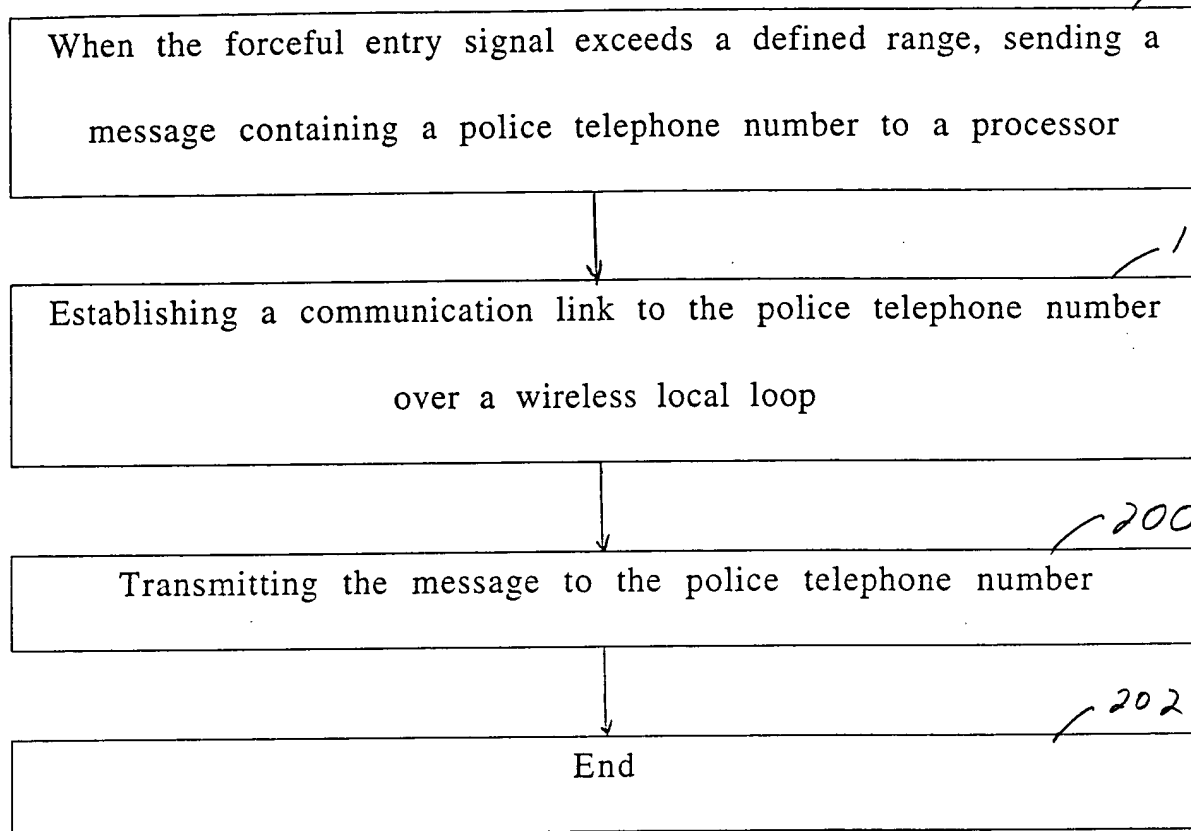 When the forceful entry signal exceeds a defined range, sending a
message containing a police telephone number to a processor
1
Establishing a communication link to the police telephone number
over a wireless local loop
200
Transmitting the message to the police telephone number
202
End